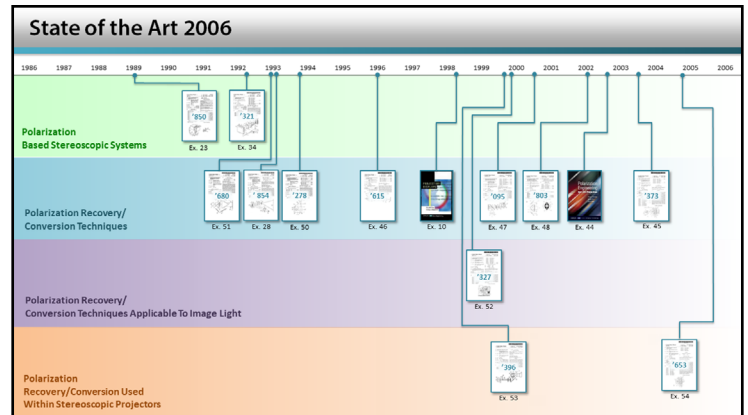 State of the Art 2006
1986 1987 1988 1989 1990 1991 1992 1993 1994 1995 1996 1997 1998 1999 2000 2001 2002 2003 2004 2005 2006
'850
'321
Ex. 23
Ex. 34
Polarization
Based Stereoscopic Systems
'680
'854
'278
'615
'095
'803
'373
Ex. 51
Ex. 28
Ex. 50
Ex. 46
Ex. 10
Ex. 47
Ex. 48
Ex. 44
Ex. 45
Polarization Recovery/
Conversion Techniques
'327
Ex. 52
Polarization Recovery/
Conversion Techniques Applicable To Image Light
'396
'653
Ex. 53
Ex. 54
Polarization
Recovery/Conversion Used
Within Stereoscopic Projectors